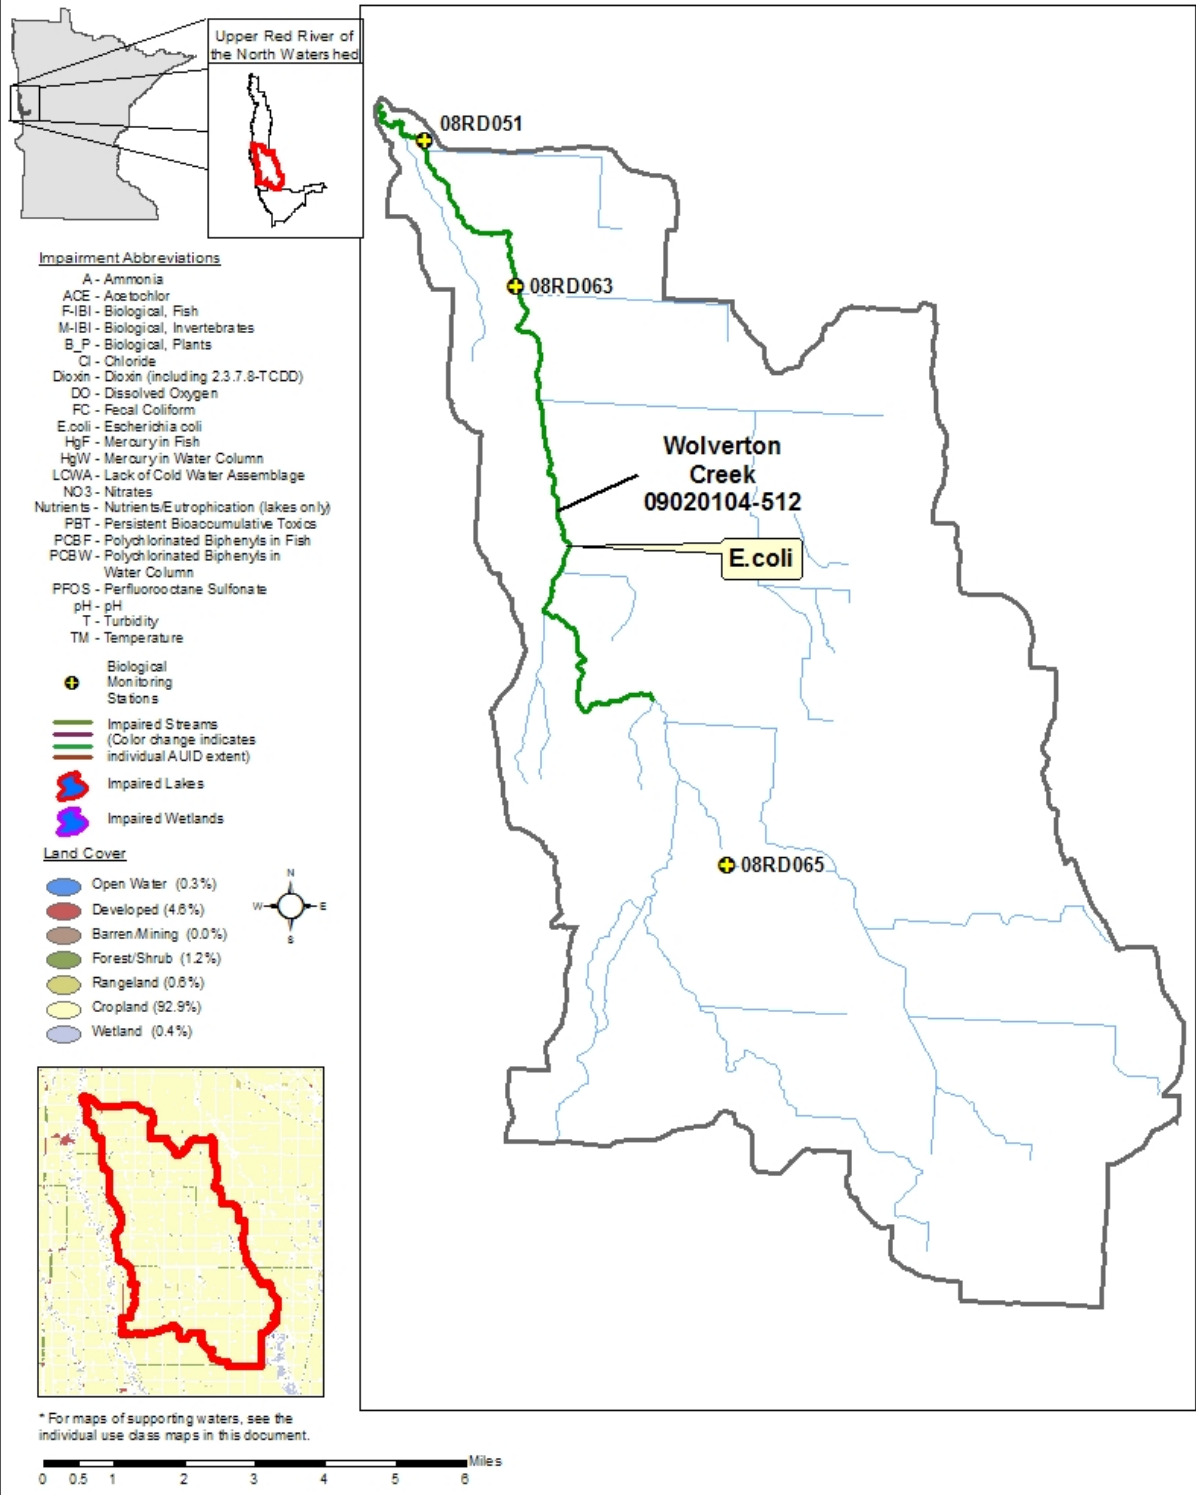 Upper Red River of
the North Watershed
Impairment Abbreviations
A - Ammonia
ACE - Acetochlor
F-IBI - Biological, Fish
M-IBI - Biological, Invertebrates
B_P - Biological, Plants
Cl - Chloride
Dioxin - Dioxin (including 2.3.7.8-TCDD)
DO - Dissolved Oxygen
FC - Fecal Coliform
E.coli - Escherichia coli
HgF - Mercury in Fish
HgW - Mercury in Water Column
LCWA - Lack of Cold Water Assemblage
NO3 - Nitrates
Nutrients - Nutrients/Eutrophication (lakes only)
PBT - Persistent Bioaccumulative Toxics
PCBF - Polychlorinated Biphenyls in Fish
PCBW - Polychlorinated Biphenyls in
Water Column
PFOS - Perfluorooctane Sulfonate
pH - pH
T - Turbidity
TM - Temperature
Biological
Monitoring
Stations
Impaired Streams
(Color change indicates
individual AUID extent)
Impaired Lakes
Impaired Wetlands
Land Cover
Open Water (0.3%)
Developed (4.6%)
Barren/Mining (0.0%)
Forest/Shrub (1.2%)
Rangeland (0.6%)
Cropland (92.9%)
Wetland (0.4%)
N
W E
S
* For maps of supporting waters, see the
individual use class maps in this document.
Miles
0 0.5 1 2 3 4 5 6
08RD051
08RD063
Wolverton
Creek
09020104-512
E.coli
08RD065